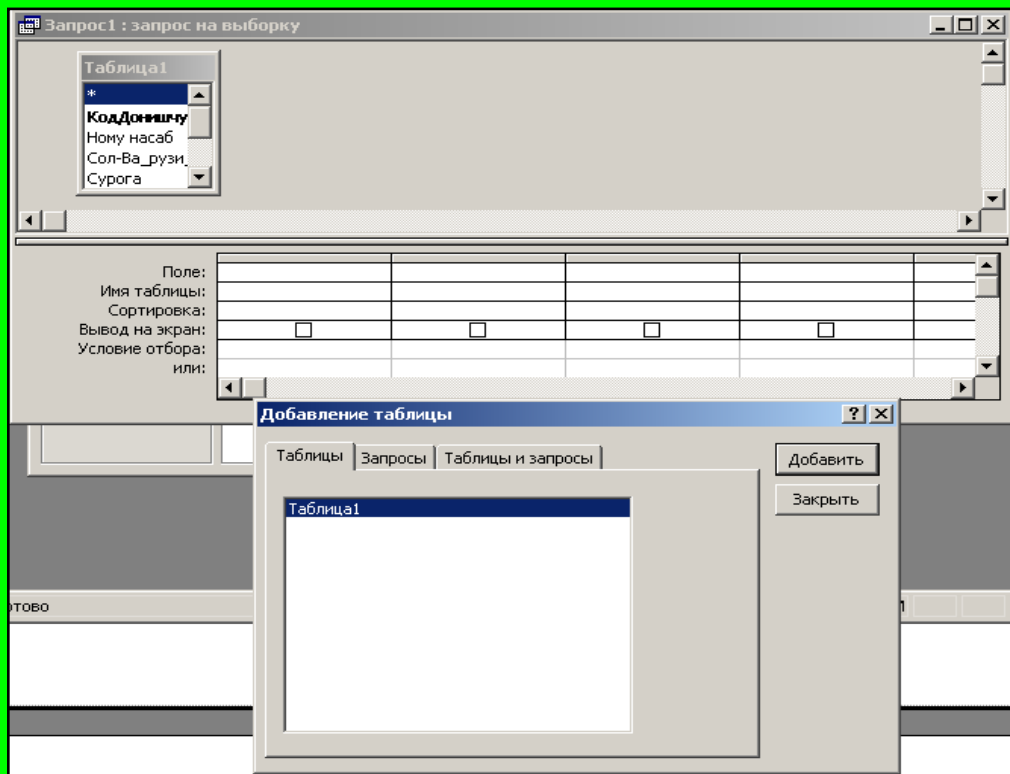 Запрос1 : запрос на выборку
Таблица1
*
КодДонишчу
Ному насаб
Сол-Ва_рузи_
Сурога
Поле:
Имя таблицы:
Сортировка:
Вывод на экран:
Условие отбора:
или:
Добавление таблицы
Таблицы Запросы Таблицы и запросы
Добавить
Таблица1
Закрыть
отово